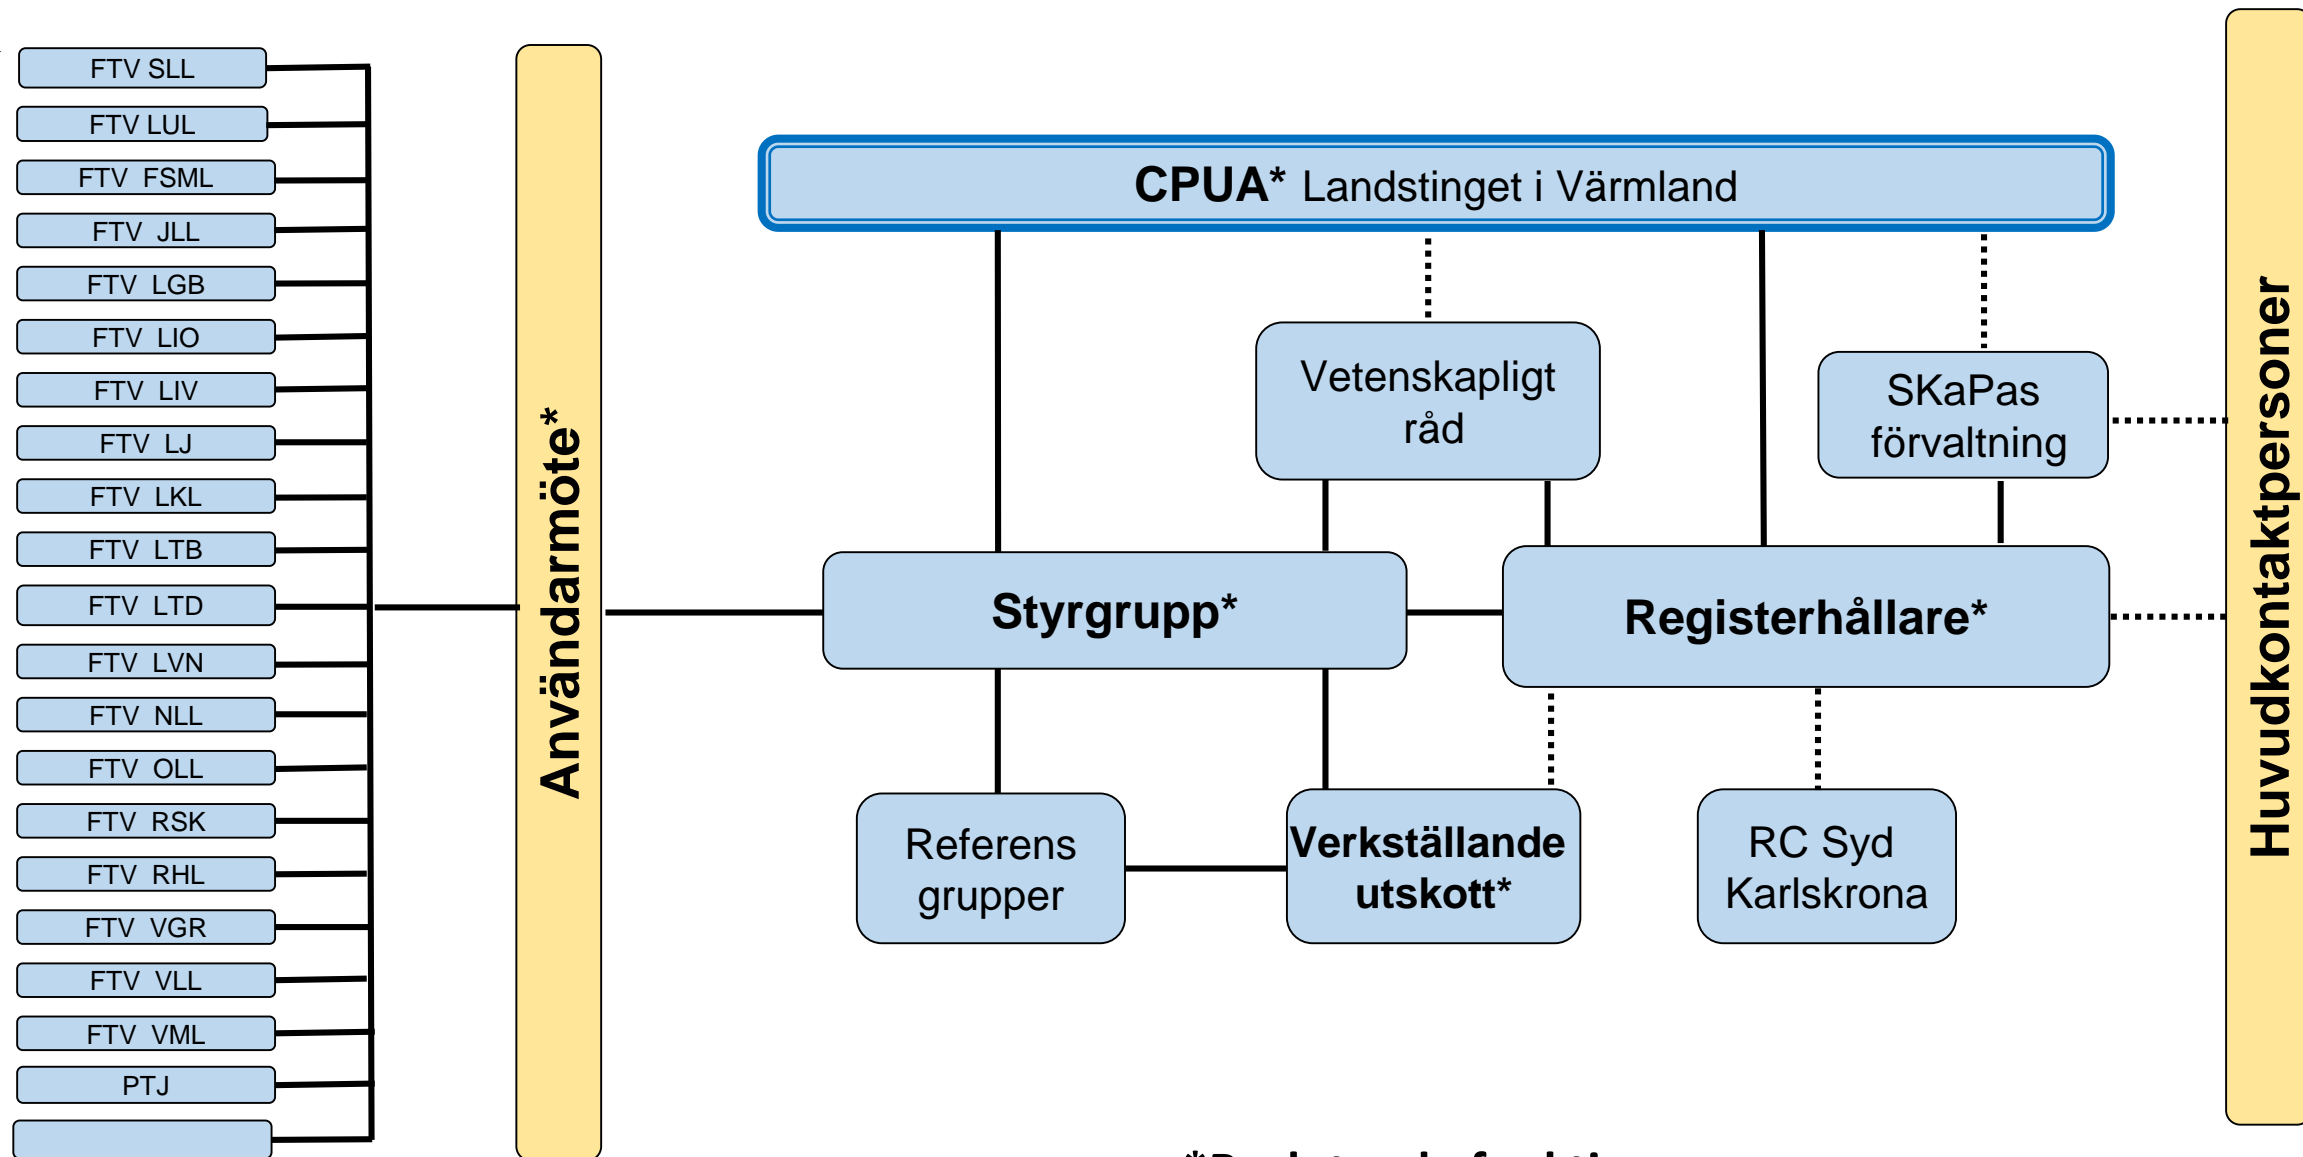 FTV SLL
FTV LUL
FTV FSML
FTV JLL
FTV LGB
FTV LIO
FTV LIV
FTV LJ
FTV LKL
FTV LTB
FTV LTD
FTV LVN
FTV NLL
FTV OLL
FTV RSK
FTV RHL
FTV VGR
FTV VLL
FTV VML
PTJ
Användarmöte*
CPUA* Landstinget i Värmland
Vetenskapligt
råd
SKaPas
förvaltning
Styrgrupp*
Registerhållare*
Referens
grupper
Verkställande
utskott*
RC Syd
Karlskrona
Huvudkontaktpersoner